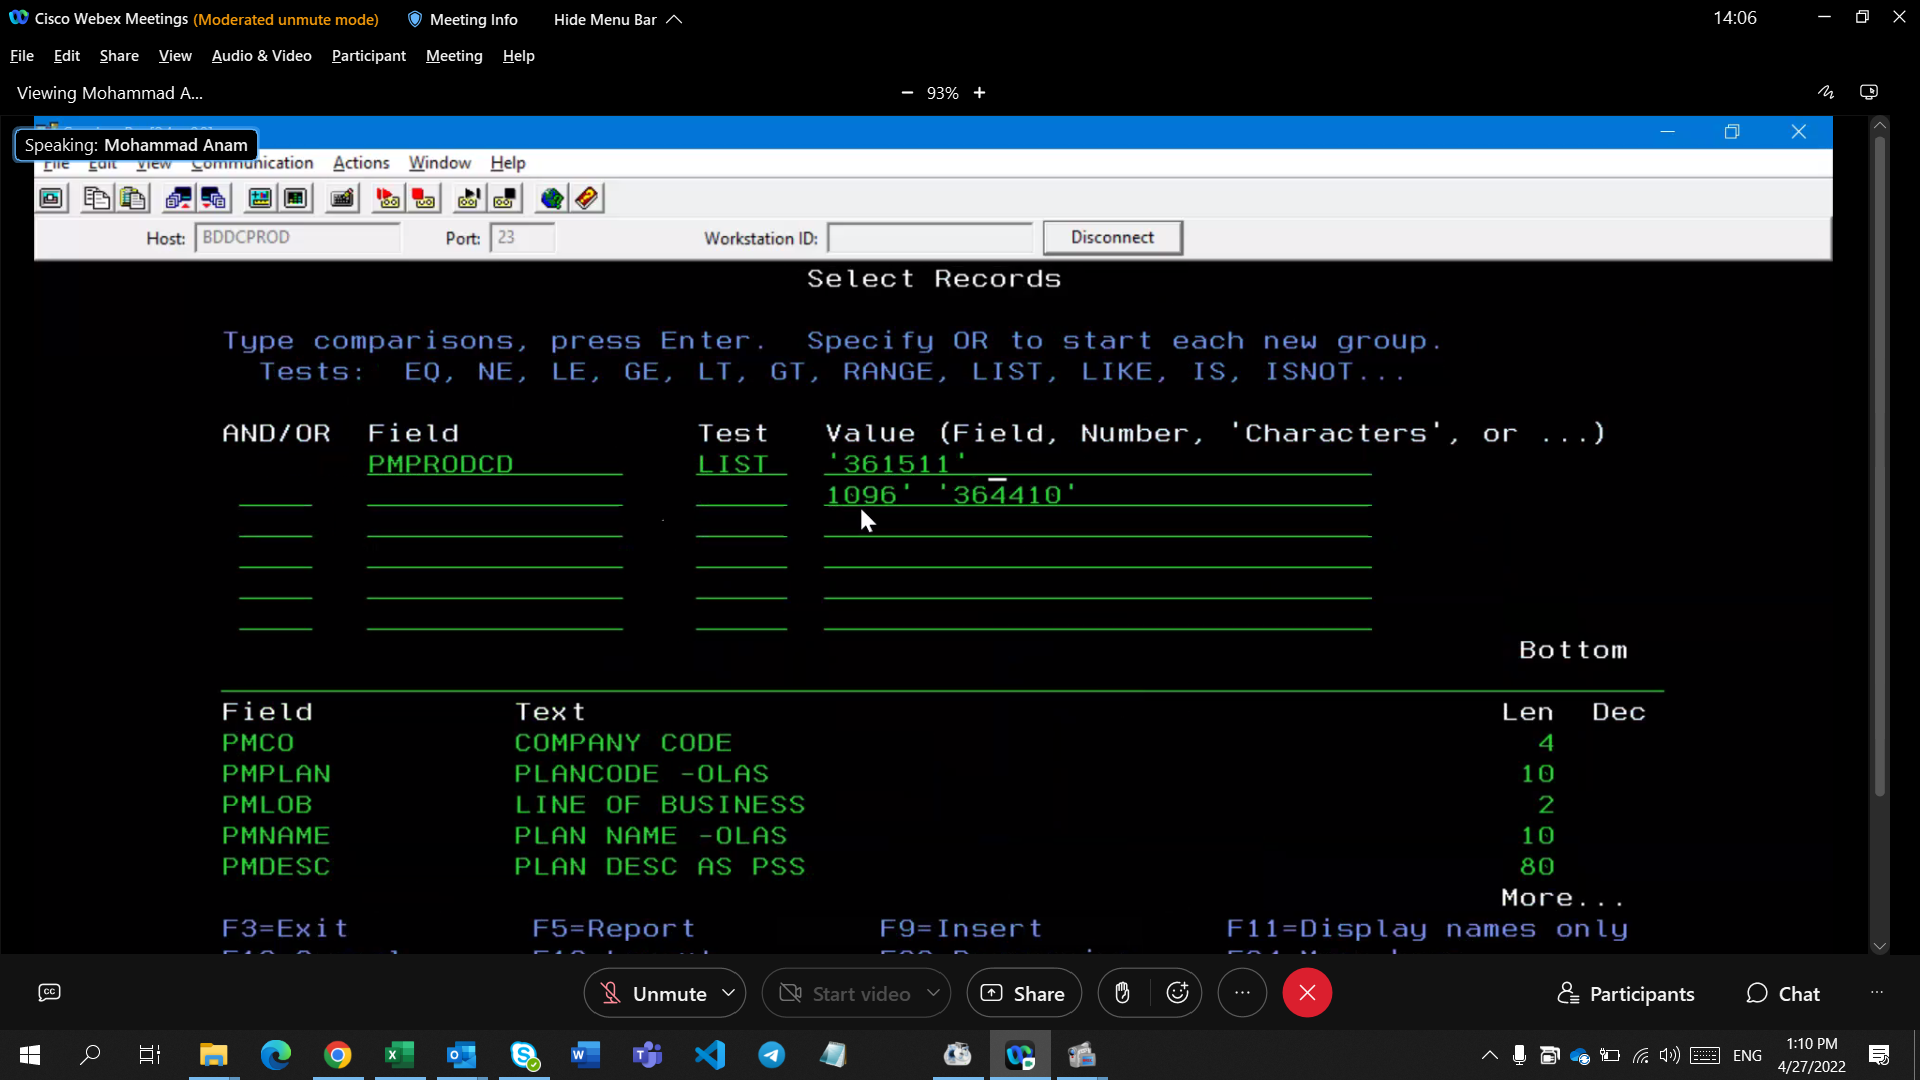 Cisco Webex Meetings (Moderated unmute mode) Meeting Info Hide Menu Bar 14:06
File Edit Share View Audio & Video Participant Meeting Help
Viewing Mohammad A... 93%
Speaking: Mohammad Anam
File Edit View Communication Actions Window Help
Host: BDDCPROD Port: 23 Workstation ID: Disconnect
Select Records
Type comparisons, press Enter. Specify OR to start each new group.
Tests: EQ, NE, LE, GE, LT, GT, RANGE, LIST, LIKE, IS, ISNOT...
AND/OR Field Test Value (Field, Number, 'Characters', or ...)
PMPRODCD LIST '361511'
1096' '364410'
Bottom
Field Text Len Dec
PMCO COMPANY CODE 4
PMPLAN PLANCODE -OLAS 10
PMLOB LINE OF BUSINESS 2
PMNAME PLAN NAME -OLAS 10
PMDESC PLAN DESC AS PSS 80
More...
F3=Exit F5=Report F9=Insert F11=Display names only
Unmute Start video Share Participants Chat
ENG 1:10 PM
4/27/2022